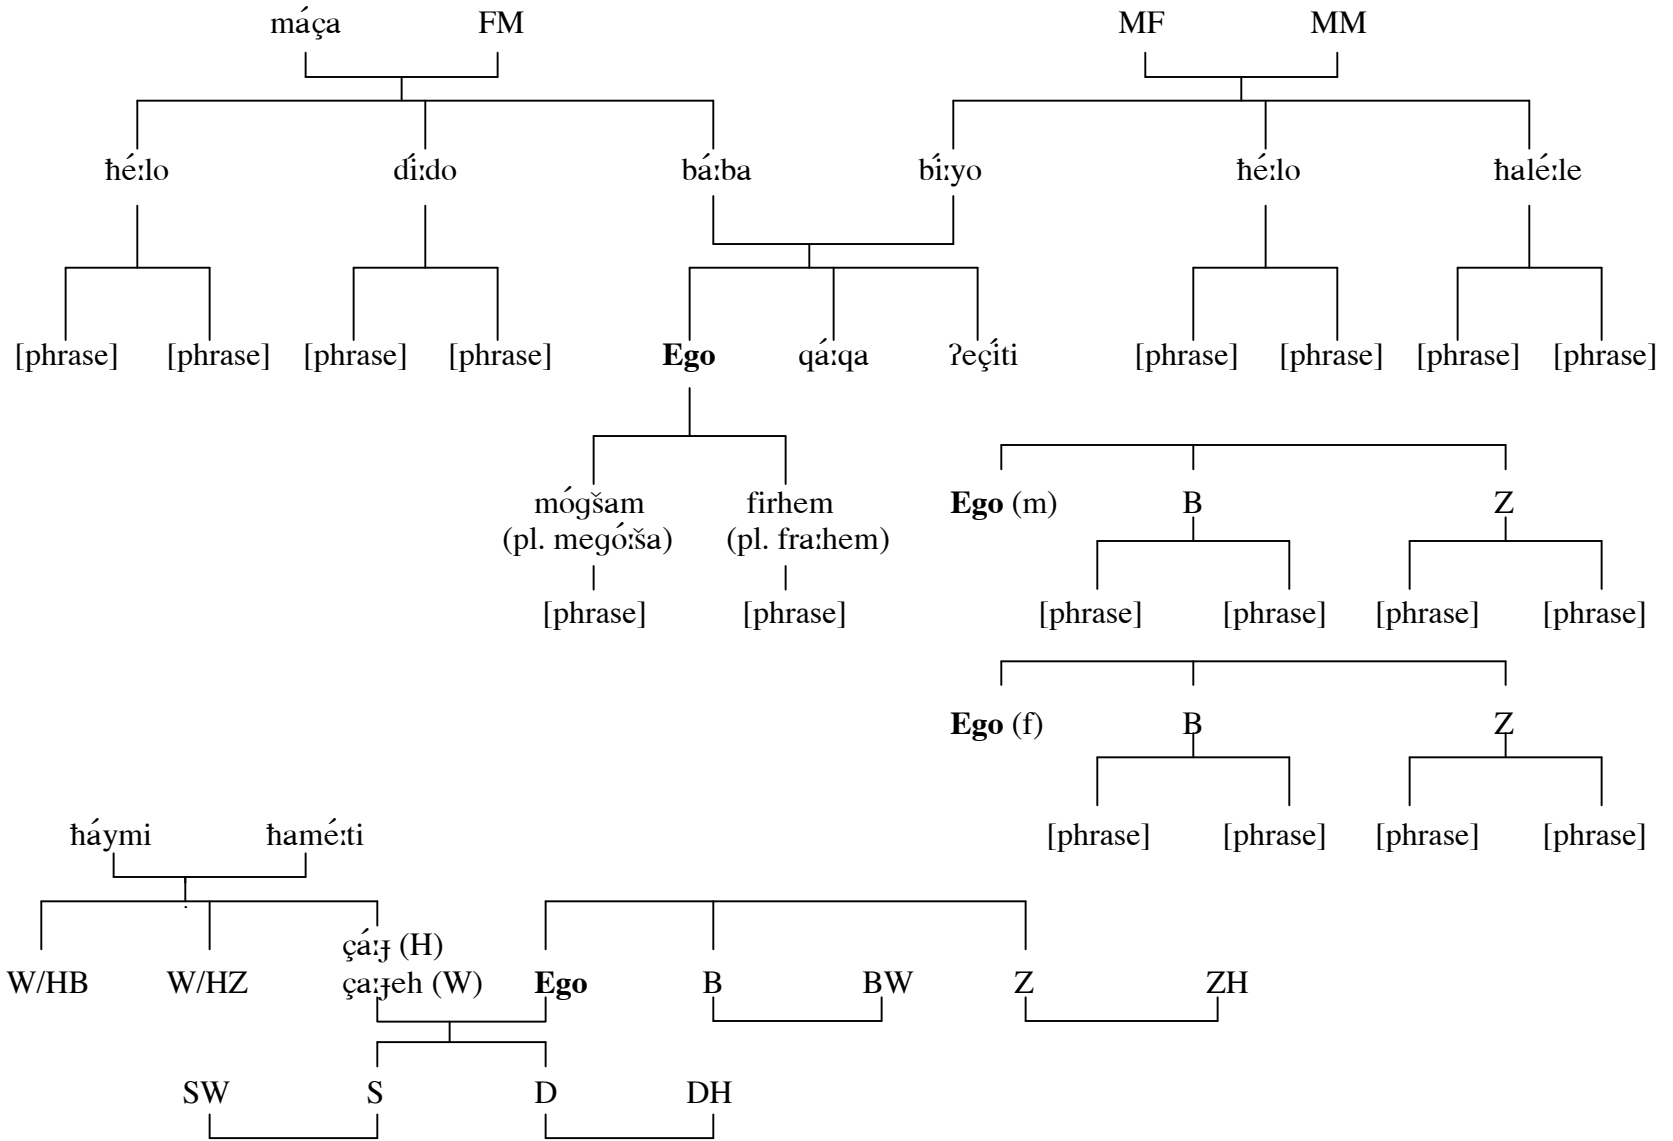 máça FM MF MM
ħéːlo díːdo báːba bíːyo ħéːlo ħaléːle
[phrase] [phrase] [phrase] [phrase] Ego qáːqa ʔeçíti [phrase] [phrase] [phrase] [phrase]
móɡšam firhem Ego (m) B Z
(pl. meɡóːša) (pl. fraːhem)
[phrase] [phrase] [phrase] [phrase] [phrase] [phrase]
Ego (f) B Z
ħáymi ħaméːti [phrase] [phrase] [phrase] [phrase]
çáːɟ (H)
W/HB W/HZ çaːɟeh (W) Ego B BW Z ZH
SW S D DH